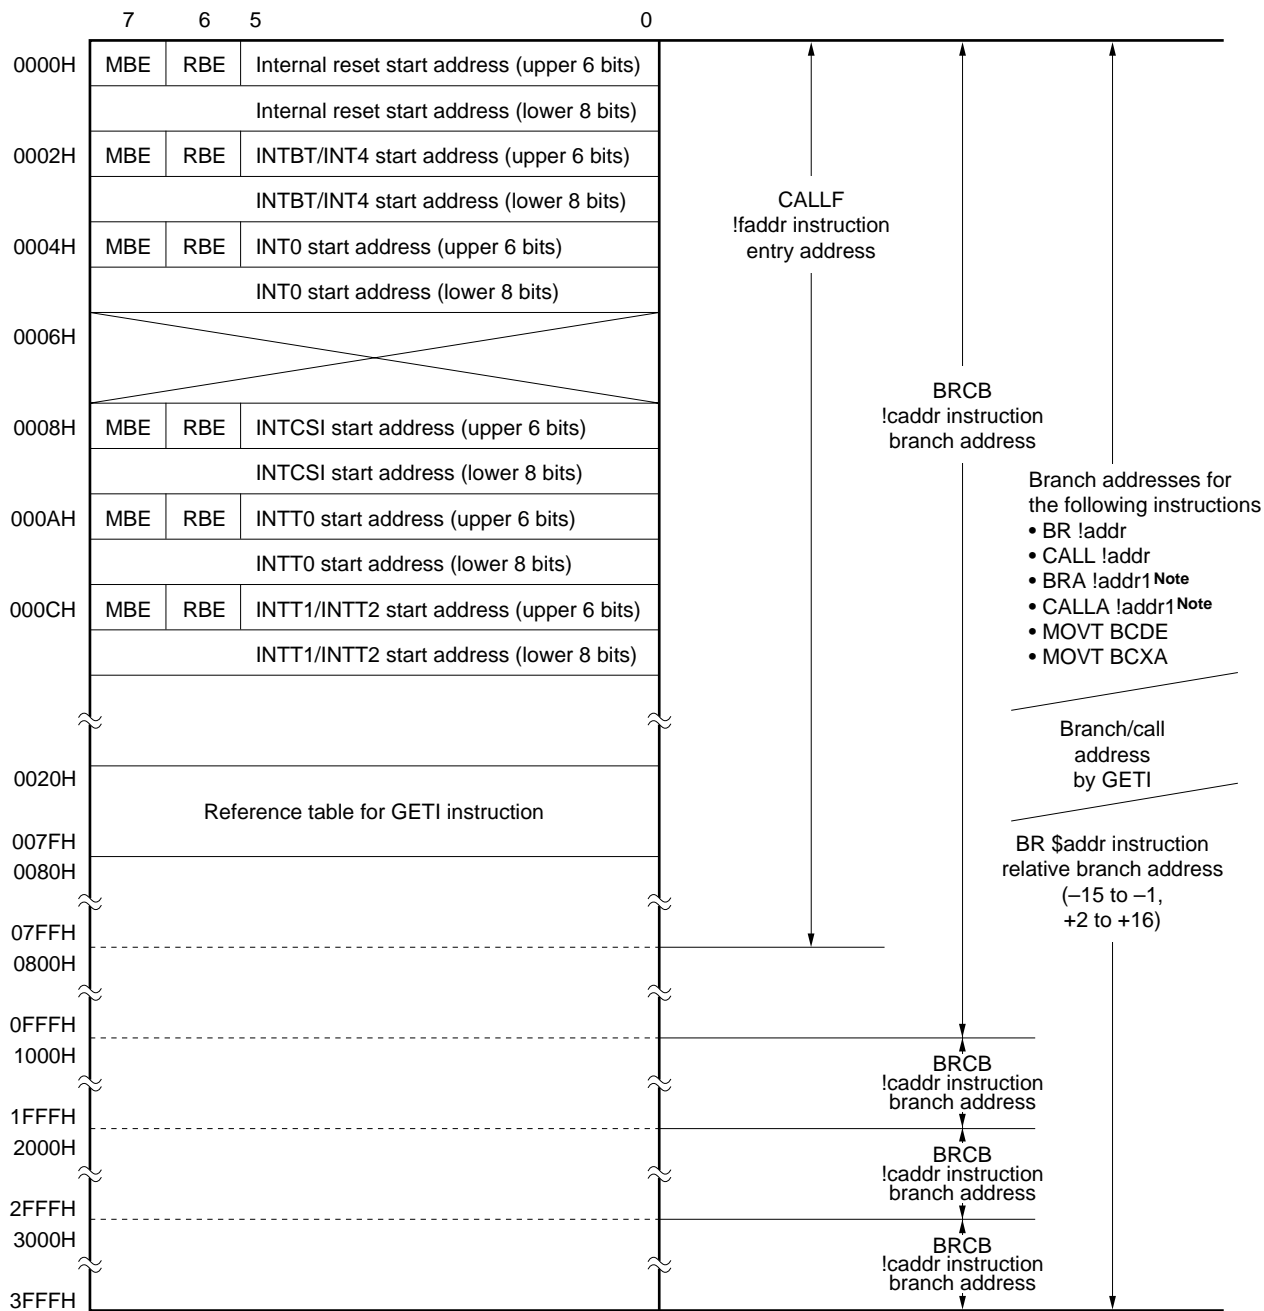 7 6 5 0
0000H MBE RBE Internal reset start address (upper 6 bits)
Internal reset start address (lower 8 bits)
0002H MBE RBE INTBT/INT4 start address (upper 6 bits)
INTBT/INT4 start address (lower 8 bits)
0004H MBE RBE INT0 start address (upper 6 bits)
INT0 start address (lower 8 bits)
0006H
0008H MBE RBE INTCSI start address (upper 6 bits)
INTCSI start address (lower 8 bits)
000AH MBE RBE INTT0 start address (upper 6 bits)
INTT0 start address (lower 8 bits)
000CH MBE RBE INTT1/INTT2 start address (upper 6 bits)
INTT1/INTT2 start address (lower 8 bits)
0020H
Reference table for GETI instruction
007FH
0080H
07FFH
0800H
0FFFH
1000H
1FFFH
2000H
2FFFH
3000H
3FFFH
CALLF
!faddr instruction
entry address
BRCB
!caddr instruction
branch address
BRCB
!caddr instruction
branch address
BRCB
!caddr instruction
branch address
BRCB
!caddr instruction
branch address
Branch addresses for
the following instructions
• BR !addr
• CALL !addr
• BRA !addr1Note
• CALLA !addr1Note
• MOVT BCDE
• MOVT BCXA
Branch/call
address
by GETI
BR $addr instruction
relative branch address
(–15 to –1,
+2 to +16)